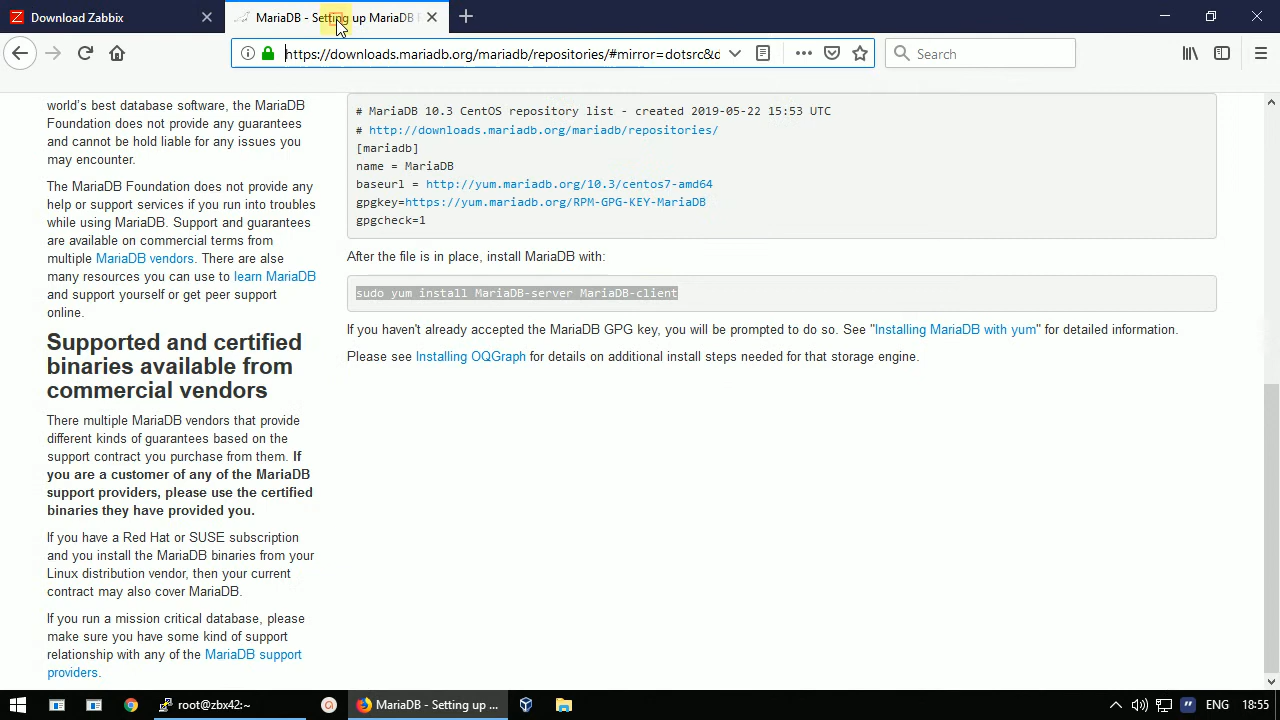 Download Zabbix
MariaDB - Setting up MariaDB R
https://downloads.mariadb.org/mariadb/repositories/#mirror=dotsrc&d
Search
world's best database software, the MariaDB
Foundation does not provide any guarantees
and cannot be hold liable for any issues you
may encounter.
The MariaDB Foundation does not provide any
help or support services if you run into troubles
while using MariaDB. Support and guarantees
are available on commercial terms from
multiple MariaDB vendors. There are alse
many resources you can use to learn MariaDB
and support yourself or get peer support
online.
Supported and certified
binaries available from
commercial vendors
There multiple MariaDB vendors that provide
different kinds of guarantees based on the
support contract you purchase from them. If
you are a customer of any of the MariaDB
support providers, please use the certified
binaries they have provided you.
If you have a Red Hat or SUSE subscription
and you install the MariaDB binaries from your
Linux distribution vendor, then your current
contract may also cover MariaDB.
If you run a mission critical database, please
make sure you have some kind of support
relationship with any of the MariaDB support
providers.
# MariaDB 10.3 CentOS repository list - created 2019-05-22 15:53 UTC
# http://downloads.mariadb.org/mariadb/repositories/
[mariadb]
name = MariaDB
baseurl = http://yum.mariadb.org/10.3/centos7-amd64
gpgkey=https://yum.mariadb.org/RPM-GPG-KEY-MariaDB
gpgcheck=1
After the file is in place, install MariaDB with:
sudo yum install MariaDB-server MariaDB-client
If you haven't already accepted the MariaDB GPG key, you will be prompted to do so. See "Installing MariaDB with yum" for detailed information.
Please see Installing OQGraph for details on additional install steps needed for that storage engine.
root@zbx42:~
MariaDB - Setting up ...
ENG
18:55